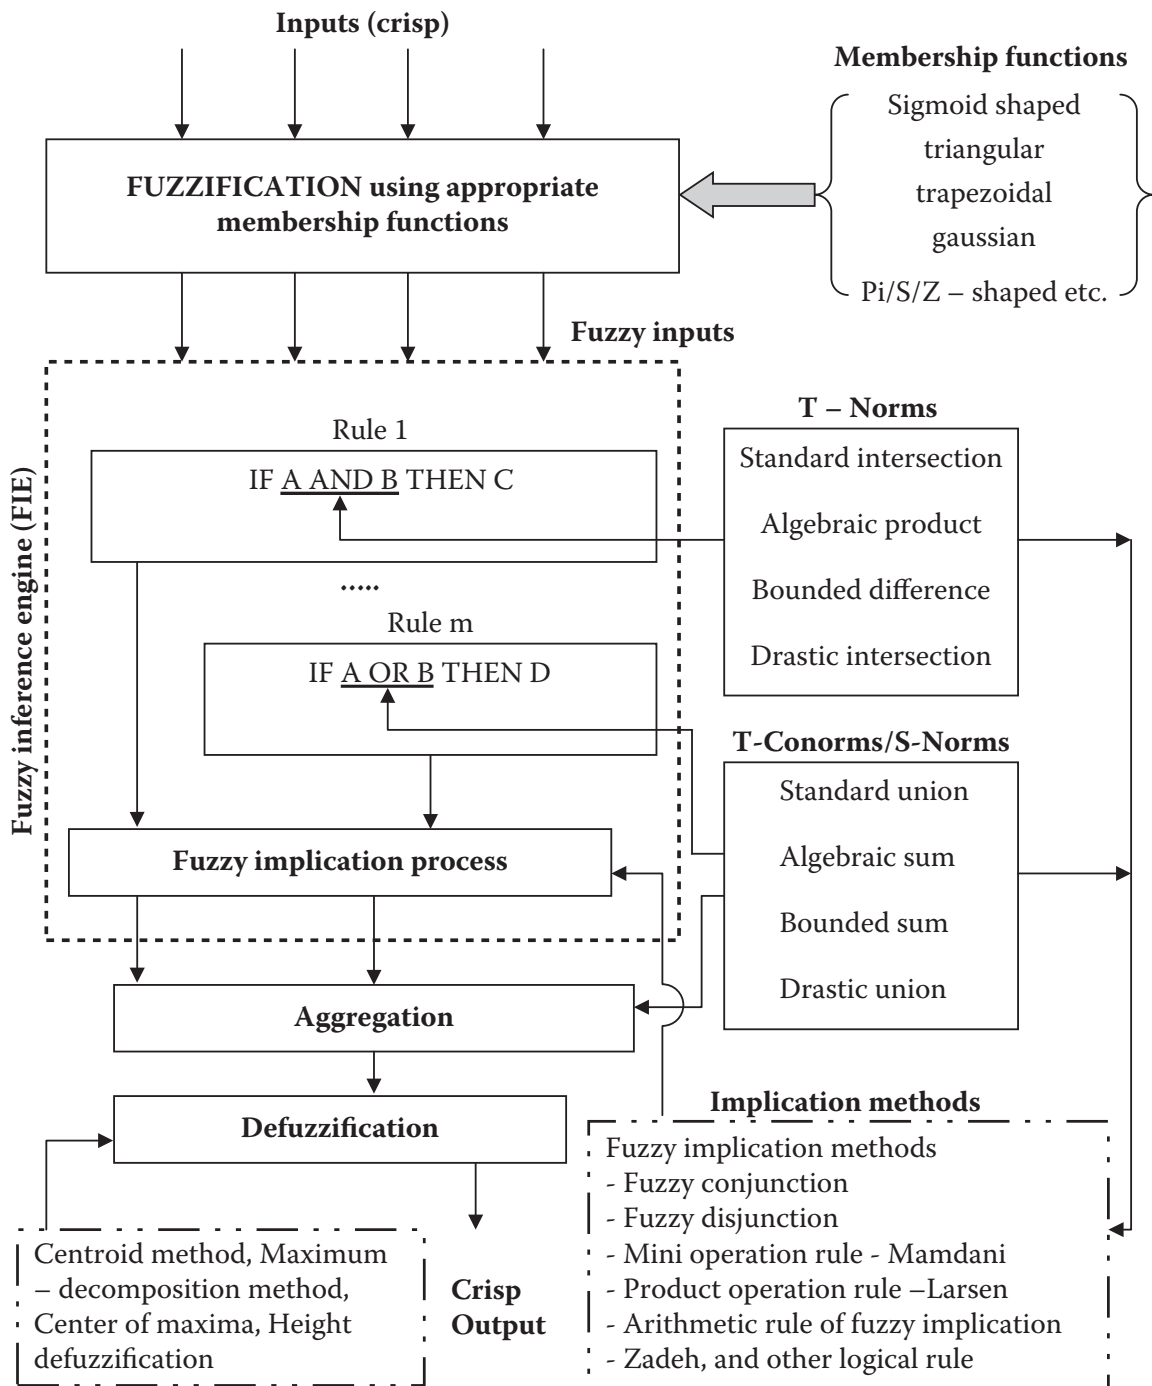 Inputs (crisp)
Membership functions
Sigmoid shaped
triangular
trapezoidal
gaussian
Pi/S/Z – shaped etc.
FUZZIFICATION using appropriate
membership functions
Fuzzy inputs
Fuzzy inference engine (FIE)
Rule 1
IF A AND B THEN C
.....
Rule m
IF A OR B THEN D
Fuzzy implication process
T – Norms
Standard intersection
Algebraic product
Bounded difference
Drastic intersection
T-Conorms/S-Norms
Standard union
Algebraic sum
Bounded sum
Drastic union
Aggregation
Defuzzification
Implication methods
Fuzzy implication methods
- Fuzzy conjunction
- Fuzzy disjunction
- Mini operation rule - Mamdani
- Product operation rule –Larsen
- Arithmetic rule of fuzzy implication
- Zadeh, and other logical rule
Centroid method, Maximum
– decomposition method,
Center of maxima, Height
defuzzification
Crisp
Output